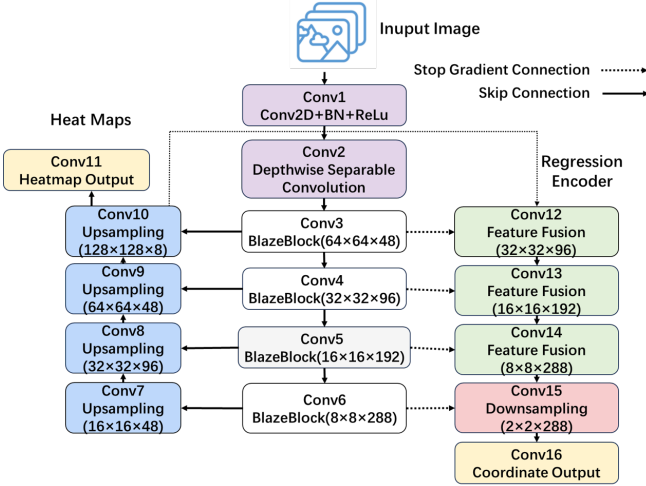 Inuput Image
Stop Gradient Connection
Skip Connection
Conv1
Conv2D+BN+ReLu
Heat Maps
Conv2
Depthwise Separable
Convolution
Regression
Encoder
Conv11
Heatmap Output
Conv10
Upsampling
(128×128×8)
Conv3
BlazeBlock(64×64×48)
Conv12
Feature Fusion
(32×32×96)
Conv9
Upsampling
(64×64×48)
Conv4
BlazeBlock(32×32×96)
Conv13
Feature Fusion
(16×16×192)
Conv8
Upsampling
(32×32×96)
Conv5
BlazeBlock(16×16×192)
Conv14
Feature Fusion
(8×8×288)
Conv7
Upsampling
(16×16×48)
Conv6
BlazeBlock(8×8×288)
Conv15
Downsampling
(2×2×288)
Conv16
Coordinate Output